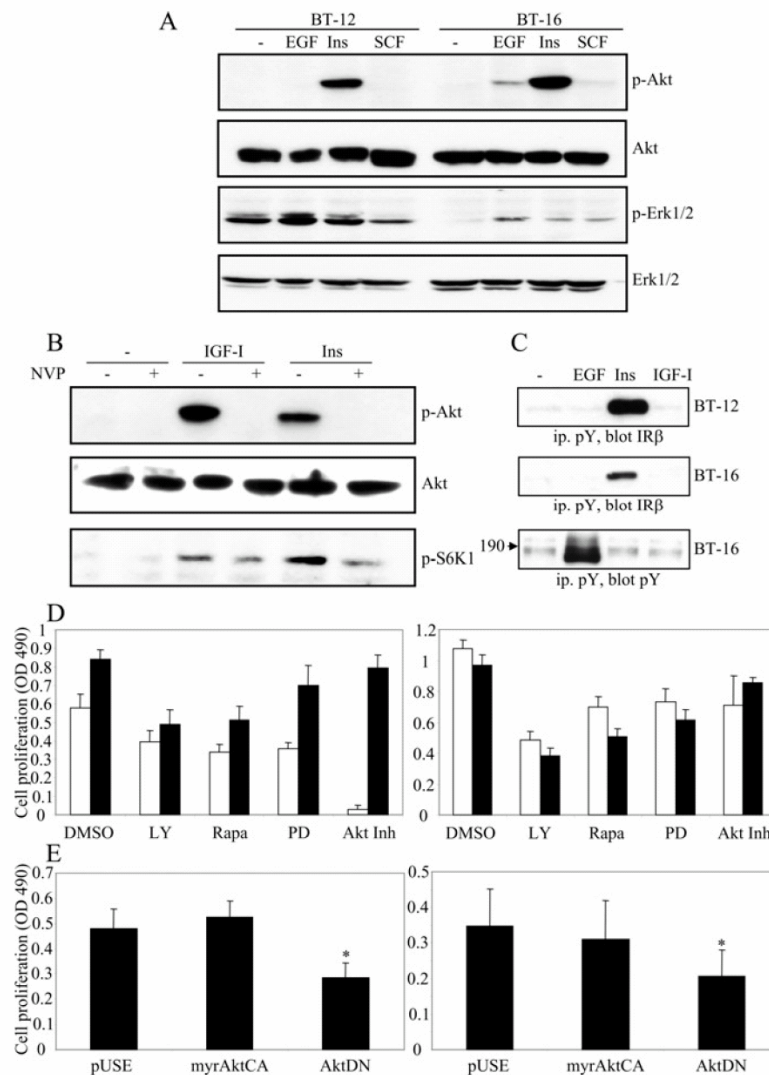 A
BT-12 BT-16
- EGF Ins SCF - EGF Ins SCF
p-Akt
Akt
p-Erk1/2
Erk1/2
B
- IGF-I Ins
NVP - + - + - +
p-Akt
Akt
p-S6K1
C
- EGF Ins IGF-I
BT-12
ip. pY, blot IRβ
BT-16
ip. pY, blot IRβ
190
BT-16
ip. pY, blot pY
D
Cell proliferation (OD 490)
1
0.9
0.8
0.7
0.6
0.5
0.4
0.3
0.2
0.1
0
DMSO LY Rapa PD Akt Inh
1.2
1
0.8
0.6
0.4
0.2
0
DMSO LY Rapa PD Akt Inh
E
Cell proliferation (OD 490)
0.7
0.6
0.5
0.4
0.3
0.2
0.1
0
*
pUSE myrAktCA AktDN
0.5
0.4
0.3
0.2
0.1
0
*
pUSE myrAktCA AktDN